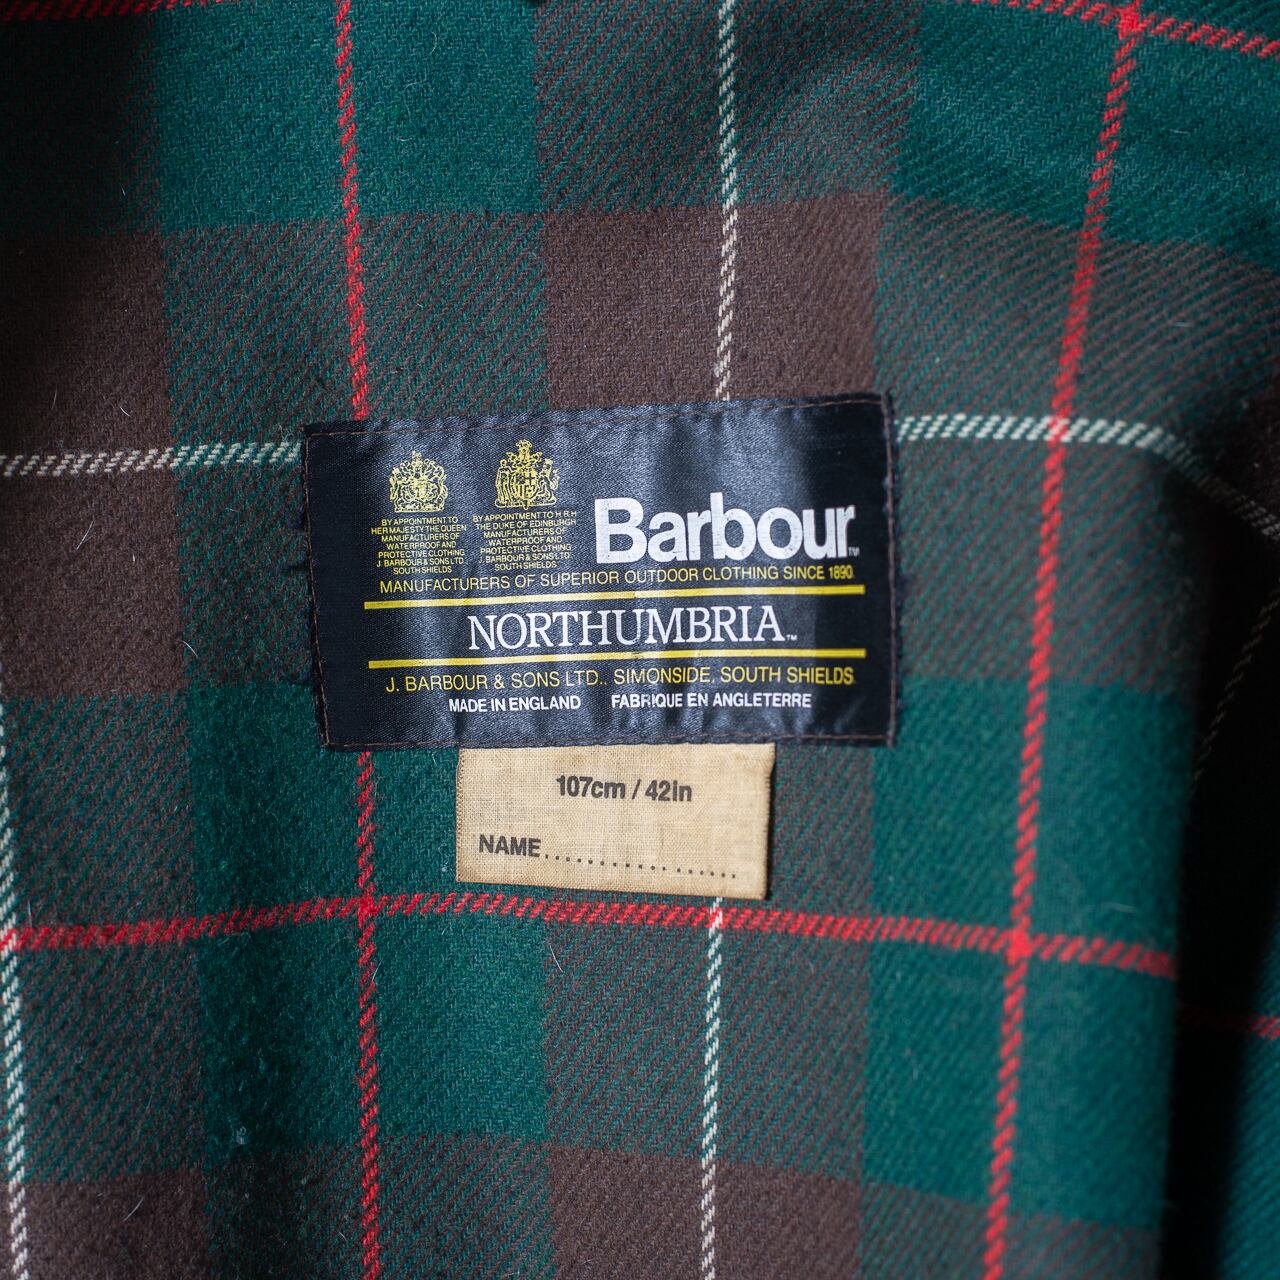 BY APPOINTMENT TO
HER MAJESTY THE QUEEN
MANUFACTURERS OF
WATERPROOF AND
PROTECTIVE CLOTHING
J. BARBOUR & SONS LTD.
SOUTH SHIELDS
BY APPOINTMENT TO H.R.H
THE DUKE OF EDINBURGH
MANUFACTURERS OF
WATERPROOF AND
PROTECTIVE CLOTHING
J. BARBOUR & SONS LTD
SOUTH SHIELDS
Barbour™
MANUFACTURERS OF SUPERIOR OUTDOOR CLOTHING SINCE 1890.
NORTHUMBRIA™
J. BARBOUR & SONS LTD., SIMONSIDE, SOUTH SHIELDS
MADE IN ENGLAND FABRIQUE EN ANGLETERRE
107cm / 42in
NAME..................